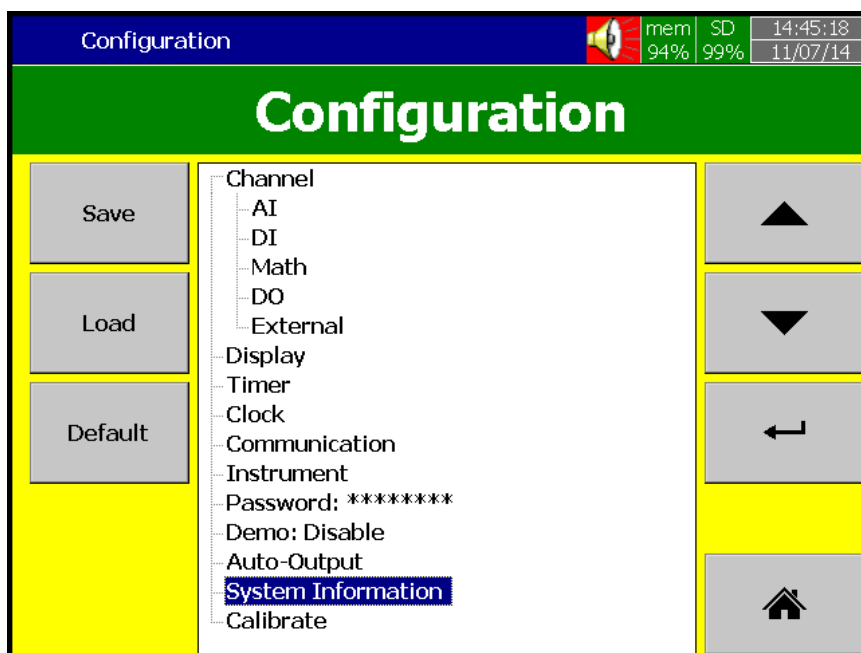 Configuration
mem SD 14:45:18
94% 99% 11/07/14
Configuration
Save
Load
Default
Channel
AI
DI
Math
DO
External
Display
Timer
Clock
Communication
Instrument
Password: ********
Demo: Disable
Auto-Output
System Information
Calibrate